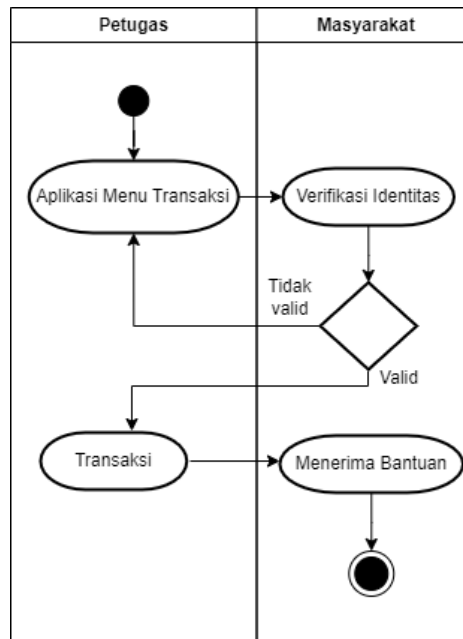 Petugas
Masyarakat
Aplikasi Menu Transaksi
Verifikasi Identitas
Tidak
valid
Valid
Transaksi
Menerima Bantuan